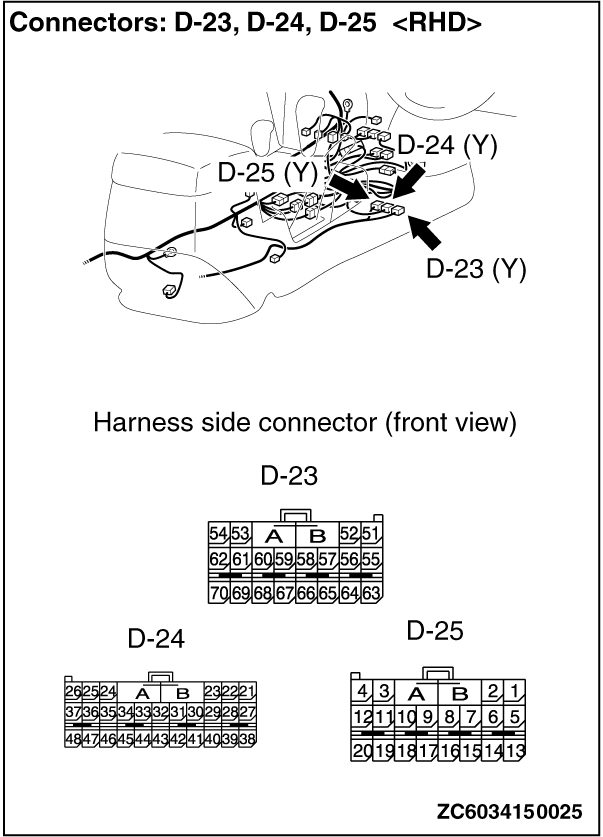 Connectors: D-23, D-24, D-25 <RHD>
D-24 (Y)
D-25 (Y)
D-23 (Y)
Harness side connector (front view)
D-23
54 53 A B 52 51
62 61 60 59 58 57 56 55
70 69 68 67 66 65 64 63
D-24
26 25 24 A B 23 22 21
37 36 35 34 33 32 31 30 29 28 27
48 47 46 45 44 43 42 41 40 39 38
D-25
4 3 A B 2 1
12 11 10 9 8 7 6 5
20 19 18 17 16 15 14 13
ZC6034150025